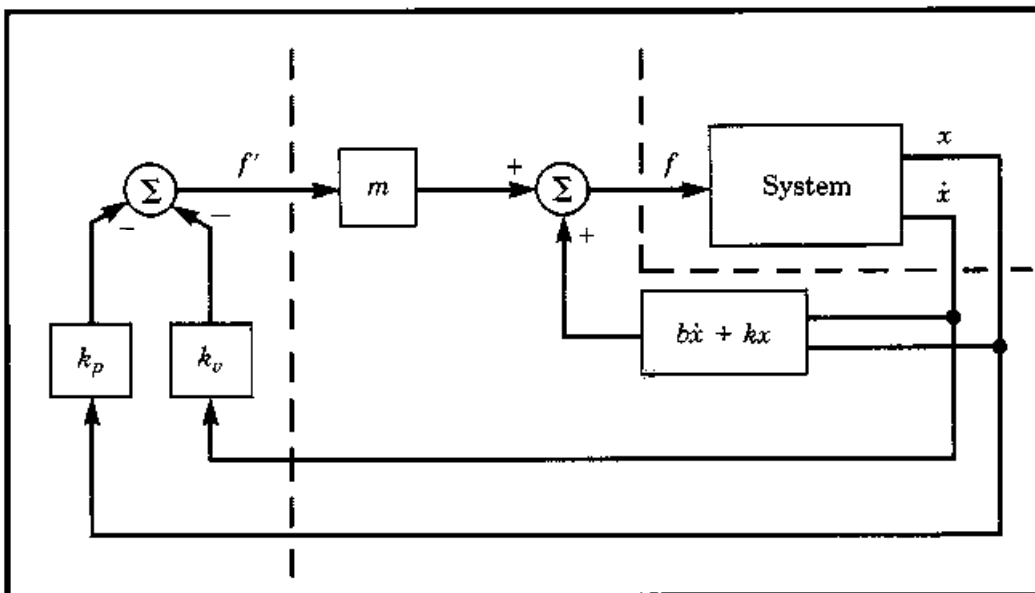 x
f′
f
+
Σ
m
Σ
System
ẋ
−
−
+
k_p
k_v
bẋ + kx